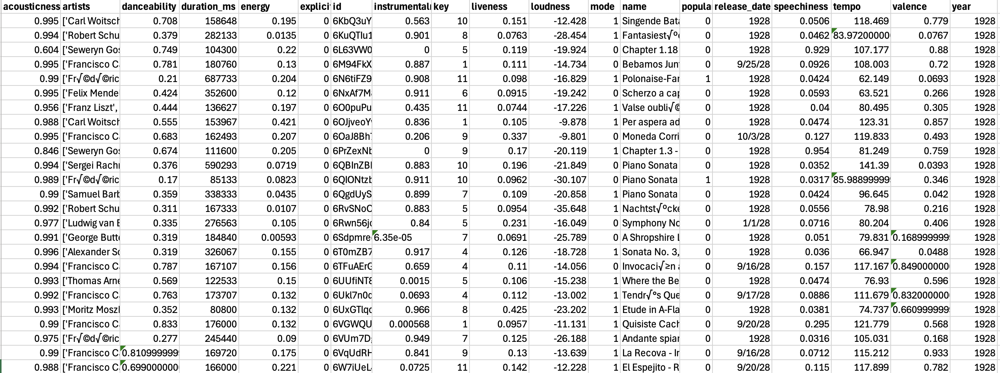 acousticness artists danceability duration_ms energy explicit id instrumentaln key liveness loudness mode name popular release_date speechiness tempo valence year
0.995 ['Carl Woitsch 0.708 158648 0.195 0 6KbQ3uY 0.563 10 0.151 -12.428 1 Singende Bata 0 1928 0.0506 118.469 0.779 1928
0.994 ['Robert Schu 0.379 282133 0.0135 0 6KuQTlu1 0.901 8 0.0763 -28.454 1 Fantasiest√º 0 1928 0.0462 83.97200000 0.0767 1928
0.604 ['Seweryn Gos 0.749 104300 0.22 0 6L63VW0 0 5 0.119 -19.924 0 Chapter 1.18 0 1928 0.929 107.177 0.88 1928
0.995 ['Francisco Ca 0.781 180760 0.13 0 6M94FkX 0.887 1 0.111 -14.734 0 Bebamos Jun 0 9/25/28 0.0926 108.003 0.72 1928
0.99 ['Fr√©d√©ric 0.21 687733 0.204 0 6N6tiFZ9 0.908 11 0.098 -16.829 1 Polonaise-Fan 1 1928 0.0424 62.149 0.0693 1928
0.995 ['Felix Mende 0.424 352600 0.12 0 6NxAf7M 0.911 6 0.0915 -19.242 0 Scherzo a cap 0 1928 0.0593 63.521 0.266 1928
0.956 ['Franz Liszt', 0.444 136627 0.197 0 6O0puPu 0.435 11 0.0744 -17.226 1 Valse oubli√© 0 1928 0.04 80.495 0.305 1928
0.988 ['Carl Woitsch 0.555 153967 0.421 0 6OJjveoY 0.836 1 0.105 -9.878 1 Per aspera ad 0 1928 0.0474 123.31 0.857 1928
0.995 ['Francisco Ca 0.683 162493 0.207 0 6OaJ8Bh 0.206 9 0.337 -9.801 0 Moneda Corri 0 10/3/28 0.127 119.833 0.493 1928
0.846 ['Seweryn Gos 0.674 111600 0.205 0 6PrZexNb 0 9 0.17 -20.119 1 Chapter 1.3 - 0 1928 0.954 81.249 0.759 1928
0.994 ['Sergei Rachm 0.376 590293 0.0719 0 6QBInZB 0.883 10 0.196 -21.849 0 Piano Sonata 0 1928 0.0352 141.39 0.0393 1928
0.989 ['Fr√©d√©ric 0.17 85133 0.0823 0 6QIONtzb 0.911 10 0.0962 -30.107 0 Piano Sonata 1 1928 0.0317 85.988999999 0.346 1928
0.99 ['Samuel Barb 0.359 338333 0.0435 0 6QgdUyS 0.899 7 0.109 -20.858 1 Piano Sonata 0 1928 0.0424 96.645 0.042 1928
0.992 ['Robert Schu 0.311 167333 0.0107 0 6RvSNoC 0.883 5 0.0954 -35.648 1 Nachtst√ºcke 0 1928 0.0556 78.98 0.216 1928
0.977 ['Ludwig van B 0.335 276563 0.105 0 6Rwn56jc 0.84 5 0.231 -16.049 0 Symphony No 0 1/1/28 0.0716 80.204 0.406 1928
0.991 ['George Butte 0.319 184840 0.00593 0 6Sdpmre 6.35e-05 7 0.0691 -25.789 0 A Shropshire L 0 1928 0.051 79.831 0.1689999999 1928
0.996 ['Alexander Sc 0.319 326067 0.155 0 6T0mZB7 0.917 4 0.126 -18.728 1 Sonata No. 3, 0 1928 0.036 66.947 0.0488 1928
0.994 ['Francisco Ca 0.787 167107 0.156 0 6TFuAErG 0.659 4 0.11 -14.056 0 Invocaci√≥n a 0 9/16/28 0.157 117.167 0.849000000 1928
0.993 ['Thomas Arne 0.569 122533 0.15 0 6UUfiNT8 0.0015 5 0.106 -15.238 1 Where the Be 0 1928 0.0474 76.93 0.596 1928
0.992 ['Francisco Ca 0.763 173707 0.132 0 6Ukl7n0c 0.0693 4 0.112 -13.002 1 Tendr√°s Que 0 9/17/28 0.0886 111.679 0.832000000 1928
0.993 ['Moritz Moszk 0.352 80800 0.132 0 6UxGTlqc 0.966 8 0.425 -23.202 1 Etude in A-Fla 0 1928 0.0381 74.737 0.6609999999 1928
0.99 ['Francisco Ca 0.833 176000 0.132 0 6VGWQU 0.000568 1 0.0957 -11.131 1 Quisiste Cach 0 9/20/28 0.295 121.779 0.568 1928
0.975 ['Fr√©d√©ric 0.277 245440 0.09 0 6VUm7D 0.949 7 0.125 -26.188 1 Andante spian 0 1928 0.0316 105.031 0.168 1928
0.99 ['Francisco Ca 0.8109999999 169720 0.175 0 6VqUdRH 0.841 9 0.13 -13.639 1 La Recova - In 0 9/16/28 0.0712 115.212 0.933 1928
0.988 ['Francisco Ca 0.699000000 166000 0.221 0 6W7iUeL 0.0725 11 0.142 -12.228 1 El Espejito - R 0 9/20/28 0.115 117.899 0.782 1928